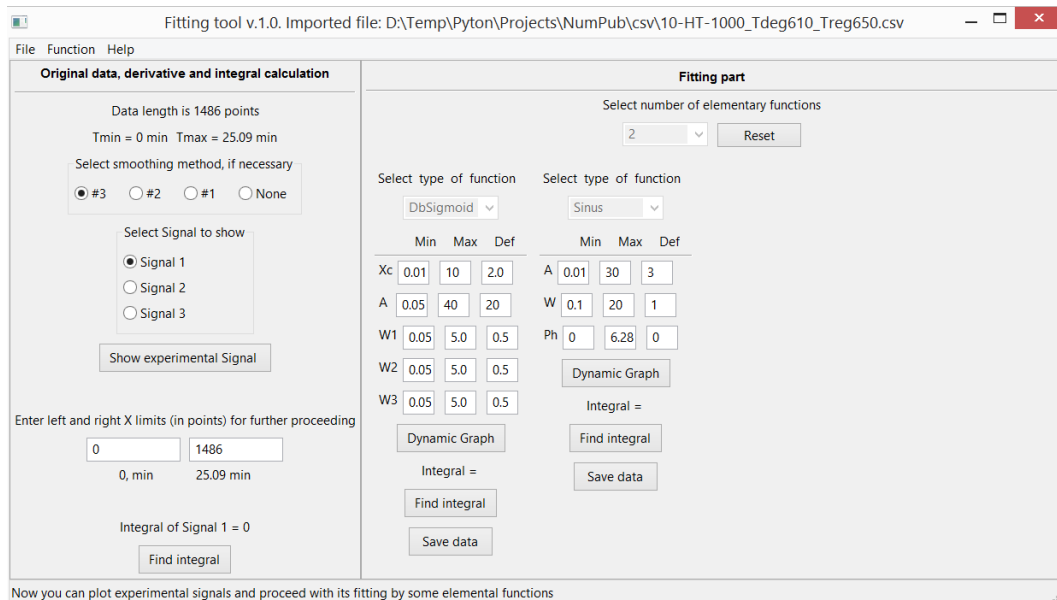 Fitting tool v.1.0. Imported file: D:\Temp\Pyton\Projects\NumPub\csv\10-HT-1000_Tdeg610_Treg650.csv
File Function Help
Original data, derivative and integral calculation
Data length is 1486 points
Tmin = 0 min Tmax = 25.09 min
Select smoothing method, if necessary
#3 #2 #1 None
Select Signal to show
Signal 1
Signal 2
Signal 3
Show experimental Signal
Enter left and right X limits (in points) for further proceeding
0 1486
0, min 25.09 min
Integral of Signal 1 = 0
Find integral
Fitting part
Select number of elementary functions
2 Reset
Select type of function
DbSigmoid
Min Max Def
Xc 0.01 10 2.0
A 0.05 40 20
W1 0.05 5.0 0.5
W2 0.05 5.0 0.5
W3 0.05 5.0 0.5
Dynamic Graph
Integral =
Find integral
Save data
Select type of function
Sinus
Min Max Def
A 0.01 30 3
W 0.1 20 1
Ph 0 6.28 0
Dynamic Graph
Integral =
Find integral
Save data
Now you can plot experimental signals and proceed with its fitting by some elemental functions